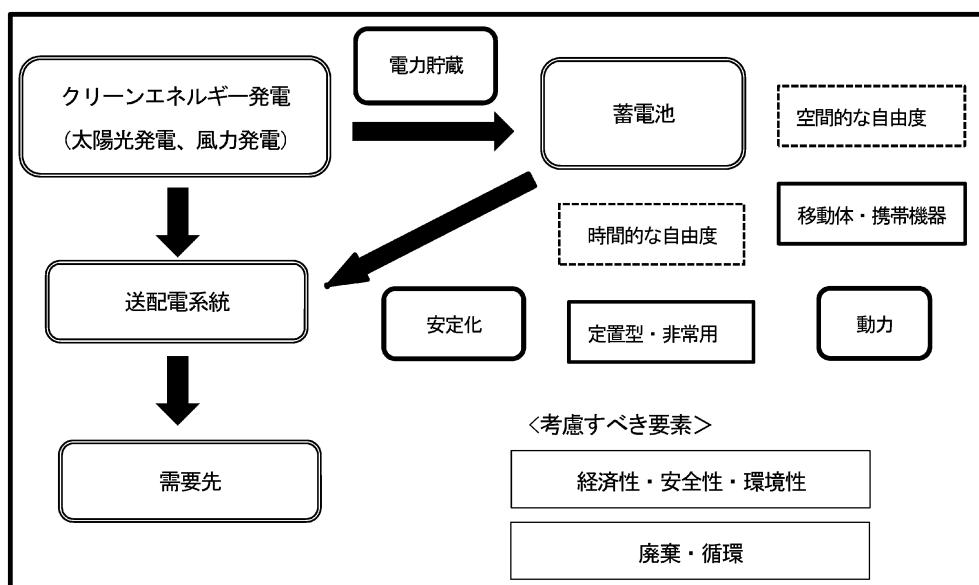 電力貯蔵
クリーンエネルギー発電
(太陽光発電、風力発電)
蓄電池
空間的な自由度
移動体・携帯機器
時間的な自由度
送配電系統
安定化
定置型・非常用
動力
<考慮すべき要素>
需要先
経済性・安全性・環境性
廃棄・循環